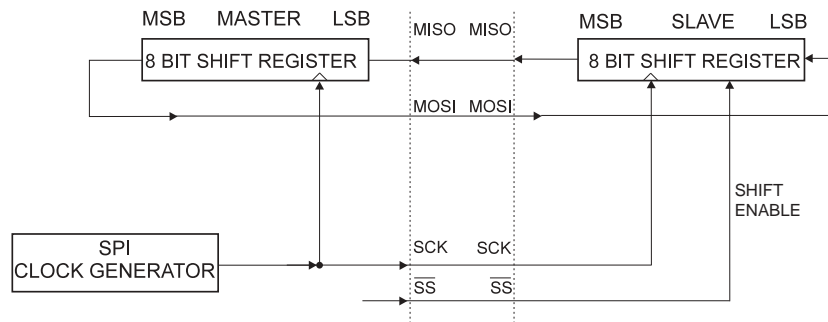 MSB MASTER LSB
MSB SLAVE LSB
8 BIT SHIFT REGISTER
MISO MISO
8 BIT SHIFT REGISTER
MOSI MOSI
SHIFT
ENABLE
SPI
CLOCK GENERATOR
SCK SCK
SS SS